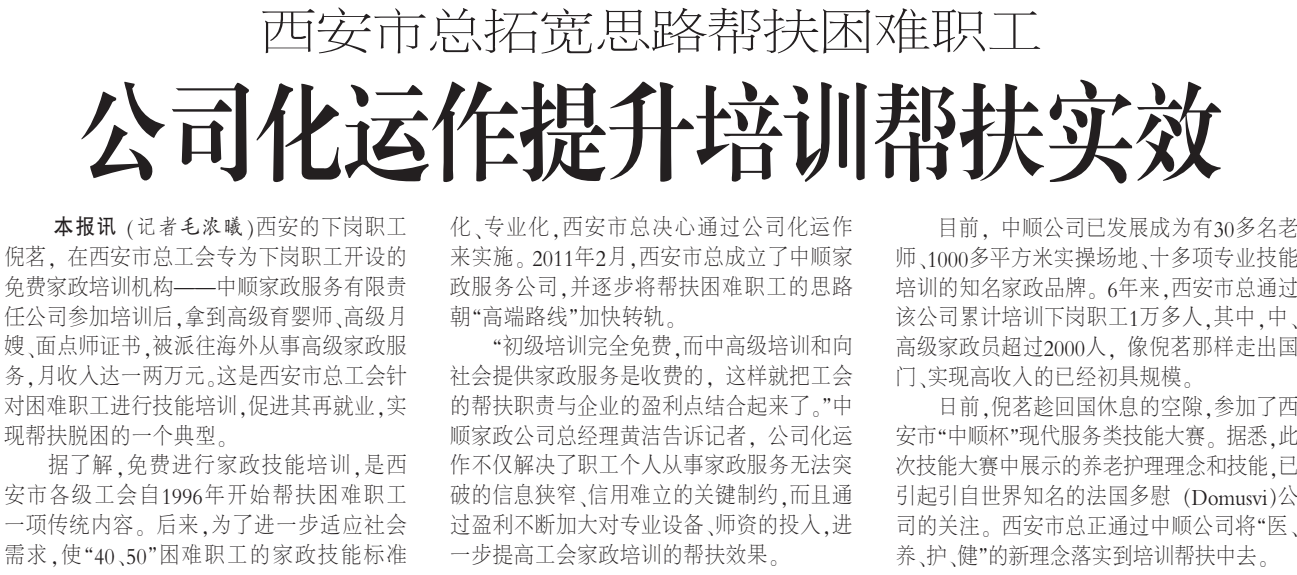 西安市总拓宽思路帮扶困难职工
公司化运作提升培训帮扶实效
本报讯 (记者毛浓曦)西安的下岗职工
倪茗，在西安市总工会专为下岗职工开设的
免费家政培训机构——中顺家政服务有限责
任公司参加培训后,拿到高级育婴师、高级月
嫂、面点师证书,被派往海外从事高级家政服
务,月收入达一两万元。这是西安市总工会针
对困难职工进行技能培训,促进其再就业,实
现帮扶脱困的一个典型。
据了解,免费进行家政技能培训,是西
安市各级工会自1996年开始帮扶困难职工
一项传统内容。后来,为了进一步适应社会
需求,使“40、50”困难职工的家政技能标准
化、专业化,西安市总决心通过公司化运作
来实施。2011年2月,西安市总成立了中顺家
政服务公司,并逐步将帮扶困难职工的思路
朝“高端路线”加快转轨。
“初级培训完全免费,而中高级培训和向
社会提供家政服务是收费的，这样就把工会
的帮扶职责与企业的盈利点结合起来了。”中
顺家政公司总经理黄洁告诉记者，公司化运
作不仅解决了职工个人从事家政服务无法突
破的信息狭窄、信用难立的关键制约,而且通
过盈利不断加大对专业设备、师资的投入,进
一步提高工会家政培训的帮扶效果。
目前，中顺公司已发展成为有30多名老
师、1000多平方米实操场地、十多项专业技能
培训的知名家政品牌。6年来,西安市总通过
该公司累计培训下岗职工1万多人,其中,中、
高级家政员超过2000人，像倪茗那样走出国
门、实现高收入的已经初具规模。
日前,倪茗趁回国休息的空隙,参加了西
安市“中顺杯”现代服务类技能大赛。据悉,此
次技能大赛中展示的养老护理理念和技能,已
引起引自世界知名的法国多慰 (Domusvi)公
司的关注。西安市总正通过中顺公司将“医、
养、护、健”的新理念落实到培训帮扶中去。